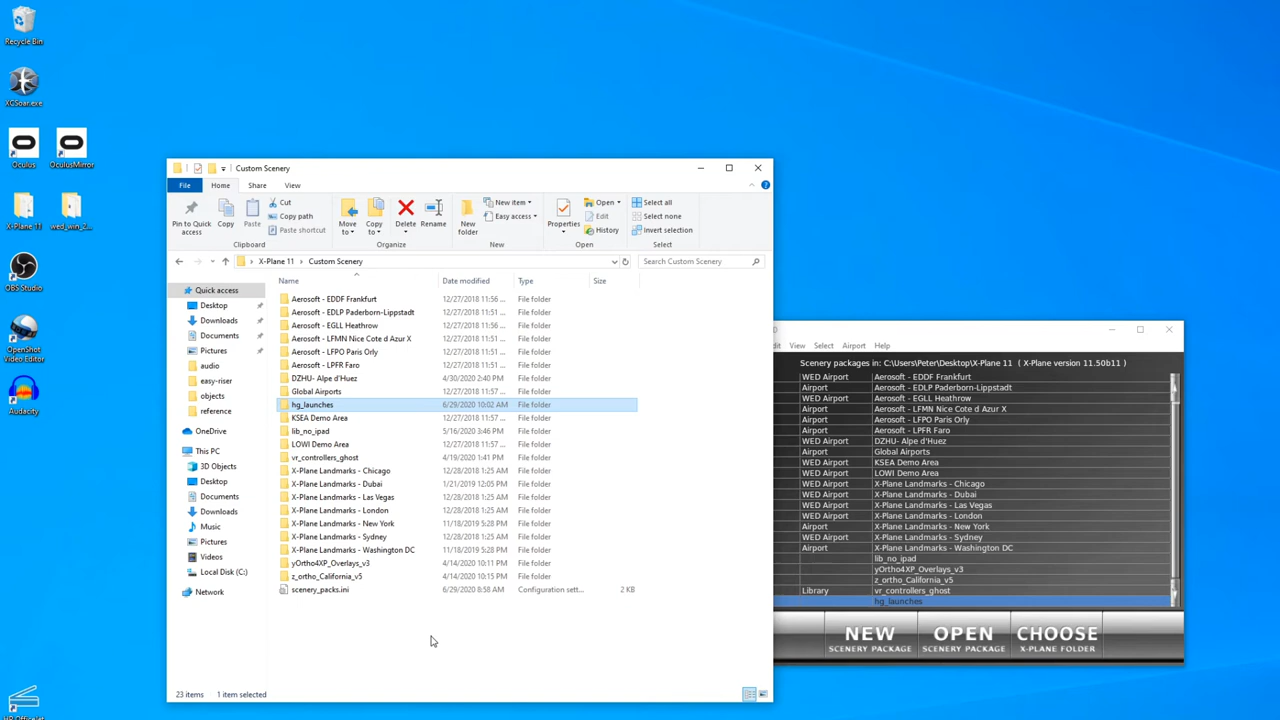 Recycle Bin
XCSoar.exe
Oculus
OculusMirror
X-Plane 11
wed_win_2...
OBS Studio
OpenShot
Video Editor
Audacity
Custom Scenery
File
Home
Share
View
Pin to Quick
access
Copy
Paste
Cut
Copy path
Paste shortcut
Clipboard
Move
to
Copy
to
Delete
Rename
Organize
New
folder
New item
Easy access
New
Properties
Open
Edit
History
Open
Select all
Select none
Invert selection
Select
X-Plane 11 > Custom Scenery
Search Custom Scenery
Name Date modified Type Size
Quick access
Desktop
Downloads
Documents
Pictures
audio
easy-riser
objects
reference
OneDrive
This PC
3D Objects
Desktop
Documents
Downloads
Music
Pictures
Videos
Local Disk (C:)
Network
Aerosoft - EDDF Frankfurt 12/27/2018 11:56 ... File folder
Aerosoft - EDLP Paderborn-Lippstadt 12/27/2018 11:51 ... File folder
Aerosoft - EGLL Heathrow 12/27/2018 11:56 ... File folder
Aerosoft - LFMN Nice Cote d Azur X 12/27/2018 11:51 ... File folder
Aerosoft - LFPO Paris Orly 12/27/2018 11:51 ... File folder
Aerosoft - LPFR Faro 12/27/2018 11:51 ... File folder
DZHU- Alpe d'Huez 4/30/2020 2:40 PM File folder
Global Airports 12/27/2018 11:57 ... File folder
hg_launches 6/29/2020 10:02 AM File folder
KSEA Demo Area 12/27/2018 11:57 ... File folder
lib_no_ipad 5/16/2020 3:41 PM File folder
LOWI Demo Area 12/27/2018 11:57 ... File folder
vr_controllers_ghost 4/19/2020 1:41 PM File folder
X-Plane Landmarks - Chicago 12/28/2018 1:25 AM File folder
X-Plane Landmarks - Dubai 1/21/2019 12:05 PM File folder
X-Plane Landmarks - Las Vegas 12/28/2018 1:25 AM File folder
X-Plane Landmarks - London 12/28/2018 1:25 AM File folder
X-Plane Landmarks - New York 11/18/2019 5:28 PM File folder
X-Plane Landmarks - Sydney 12/28/2018 1:25 AM File folder
X-Plane Landmarks - Washington DC 11/18/2019 5:28 PM File folder
yOrtho4XP_Overlays_v3 4/14/2020 10:11 PM File folder
z_ortho_California_v5 4/14/2020 10:15 PM File folder
scenery_packs.ini 6/29/2020 8:58 AM Configuration sett... 2 KB
23 items 1 item selected
View Select Airport Help
Scenery packages in: C:\Users\Peter\Desktop\X-Plane 11 ( X-Plane version 11.50b11 )
WED Airport Aerosoft - EDDF Frankfurt
WED Airport Aerosoft - EDLP Paderborn-Lippstadt
WED Airport Aerosoft - EGLL Heathrow
WED Airport Aerosoft - LFMN Nice Cote d Azur X
WED Airport Aerosoft - LFPO Paris Orly
WED Airport Aerosoft - LPFR Faro
WED Airport DZHU- Alpe d'Huez
WED Airport Global Airports
WED Airport KSEA Demo Area
WED Airport LOWI Demo Area
WED Airport X-Plane Landmarks - Chicago
WED Airport X-Plane Landmarks - Dubai
WED Airport X-Plane Landmarks - Las Vegas
WED Airport X-Plane Landmarks - London
Airport X-Plane Landmarks - New York
WED Airport X-Plane Landmarks - Sydney
Airport X-Plane Landmarks - Washington DC
lib_no_ipad
yOrtho4XP_Overlays_v3
z_ortho_California_v5
Library vr_controllers_ghost
hg_launches
NEW
SCENERY PACKAGE
OPEN
SCENERY PACKAGE
CHOOSE
X-PLANE FOLDER